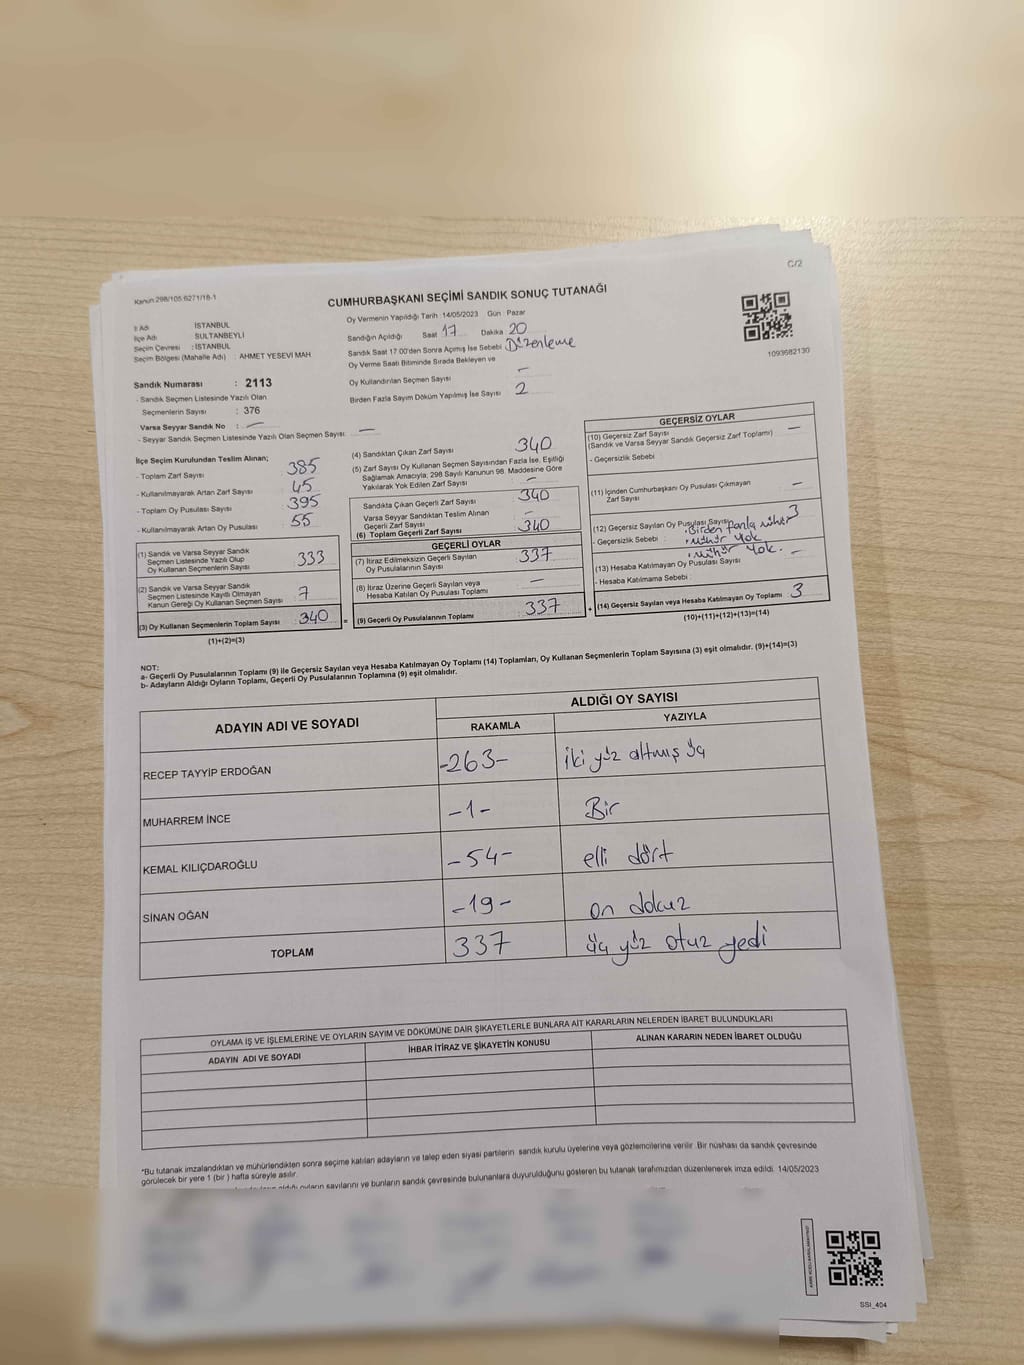 C/2
Kanun 298/105 6271/18-1
CUMHURBAŞKANI SEÇİMİ SANDIK SONUÇ TUTANAĞI
İl Adı İSTANBUL
İlçe Adı SULTANBEYLİ
Seçim Çevresi : İSTANBUL
Seçim Bölgesi (Mahalle Adı) : AHMET YESEVİ MAH
Oy Vermenin Yapıldığı Tarih : 14/05/2023 Gün : Pazar
Sandığın Açıldığı Saat 17 Dakika 20
Sandık Saat 17:00'den Sonra Açımış İse Sebebi Düzenleme
Oy Verme Saati Bitiminde Sırada Bekleyen ve
Oy Kullandırılan Seçmen Sayısı -
Birden Fazla Sayım Döküm Yapılmış İse Sayısı 2
1093682130
Sandık Numarası : 2113
- Sandık Seçmen Listesinde Yazılı Olan
Seçmenlerin Sayısı : 376
Varsa Seyyar Sandık No : -
- Seyyar Sandık Seçmen Listesinde Yazılı Olan Seçmen Sayısı: -
İlçe Seçim Kurulundan Teslim Alınan;
- Toplam Zarf Sayısı 385
- Kullanılmayarak Artan Zarf Sayısı 45
- Toplam Oy Pusulası Sayısı 395
- Kullanılmayarak Artan Oy Pusulası 55
(1) Sandık ve Varsa Seyyar Sandık
Seçmen Listesinde Yazılı Olup
Oy Kullanan Seçmenlerin Sayısı 333
(2) Sandık ve Varsa Seyyar Sandık
Seçmen Listesinde Kayıtlı Olmayan
Kanun Gereği Oy Kullanan Seçmen Sayısı 7
(3) Oy Kullanan Seçmenlerin Toplam Sayısı 340
(1)+(2)=(3)
(4) Sandıktan Çıkan Zarf Sayısı 340
(5) Zarf Sayısı Oy Kullanan Seçmen Sayısından Fazla İse, Eşitliği
Sağlamak Amacıyla; 298 Sayılı Kanunun 98. Maddesine Göre
Yakılarak Yok Edilen Zarf Sayısı -
Sandıkta Çıkan Geçerli Zarf Sayısı 340
Varsa Seyyar Sandıktan Teslim Alınan
Geçerli Zarf Sayısı -
(6) Toplam Geçerli Zarf Sayısı 340
GEÇERLİ OYLAR
(7) İtiraz Edilmeksizin Geçerli Sayılan
Oy Pusulalarının Sayısı 337
(8) İtiraz Üzerine Geçerli Sayılan veya
Hesaba Katılan Oy Pusulası Toplamı -
= (9) Geçerli Oy Pusulalarının Toplamı 337
GEÇERSİZ OYLAR
(10) Geçersiz Zarf Sayısı
(Sandık ve Varsa Seyyar Sandık Geçersiz Zarf Toplamı) -
- Geçersizlik Sebebi
(11) İçinden Cumhurbaşkanı Oy Pusulası Çıkmayan
Zarf Sayısı -
(12) Geçersiz Sayılan Oy Pusulası Sayısı 3
- Geçersizlik Sebebi : Birden fazla mühür
mühür yok
mühür yok.
(13) Hesaba Katılmayan Oy Pusulası Sayısı -
- Hesaba Katılmama Sebebi :
+ (14) Geçersiz Sayılan veya Hesaba Katılmayan Oy Toplamı 3
(10)+(11)+(12)+(13)=(14)
NOT:
a- Geçerli Oy Pusulalarının Toplamı (9) ile Geçersiz Sayılan veya Hesaba Katılmayan Oy Toplamı (14) Toplamları, Oy Kullanan Seçmenlerin Toplam Sayısına (3) eşit olmalıdır. (9)+(14)=(3)
b- Adayların Aldığı Oyların Toplamı, Geçerli Oy Pusulalarının Toplamına (9) eşit olmalıdır.
ADAYIN ADI VE SOYADI ALDIĞI OY SAYISI
RAKAMLA YAZIYLA
RECEP TAYYİP ERDOĞAN -263- iki yüz altmış üç
MUHARREM İNCE -1- Bir
KEMAL KILIÇDAROĞLU -54- elli dört
SİNAN OĞAN -19- on dokuz
TOPLAM 337 üç yüz otuz yedi
OYLAMA İŞ VE İŞLEMLERİNE VE OYLARIN SAYIM VE DÖKÜMÜNE DAİR ŞİKAYETLERLE BUNLARA AİT KARARLARIN NELERDEN İBARET BULUNDUKLARI
ADAYIN ADI VE SOYADI İHBAR İTİRAZ VE ŞİKAYETİN KONUSU ALINAN KARARIN NEDEN İBARET OLDUĞU
*Bu tutanak imzalandıktan ve mühürlendikten sonra seçime katılan adayların ve talep eden siyasi partilerin sandık kurulu üyelerine veya gözlemcilerine verilir. Bir nüshası da sandık çevresinde
görülecek bir yere 1 (bir) hafta süreyle asılır.
oyların sayılarını ve bunların sandık çevresinde bulunanlara duyurulduğunu gösteren bu tutanak tarafımızdan düzenlenerek imza edildi. 14/05/2023
SSI_404